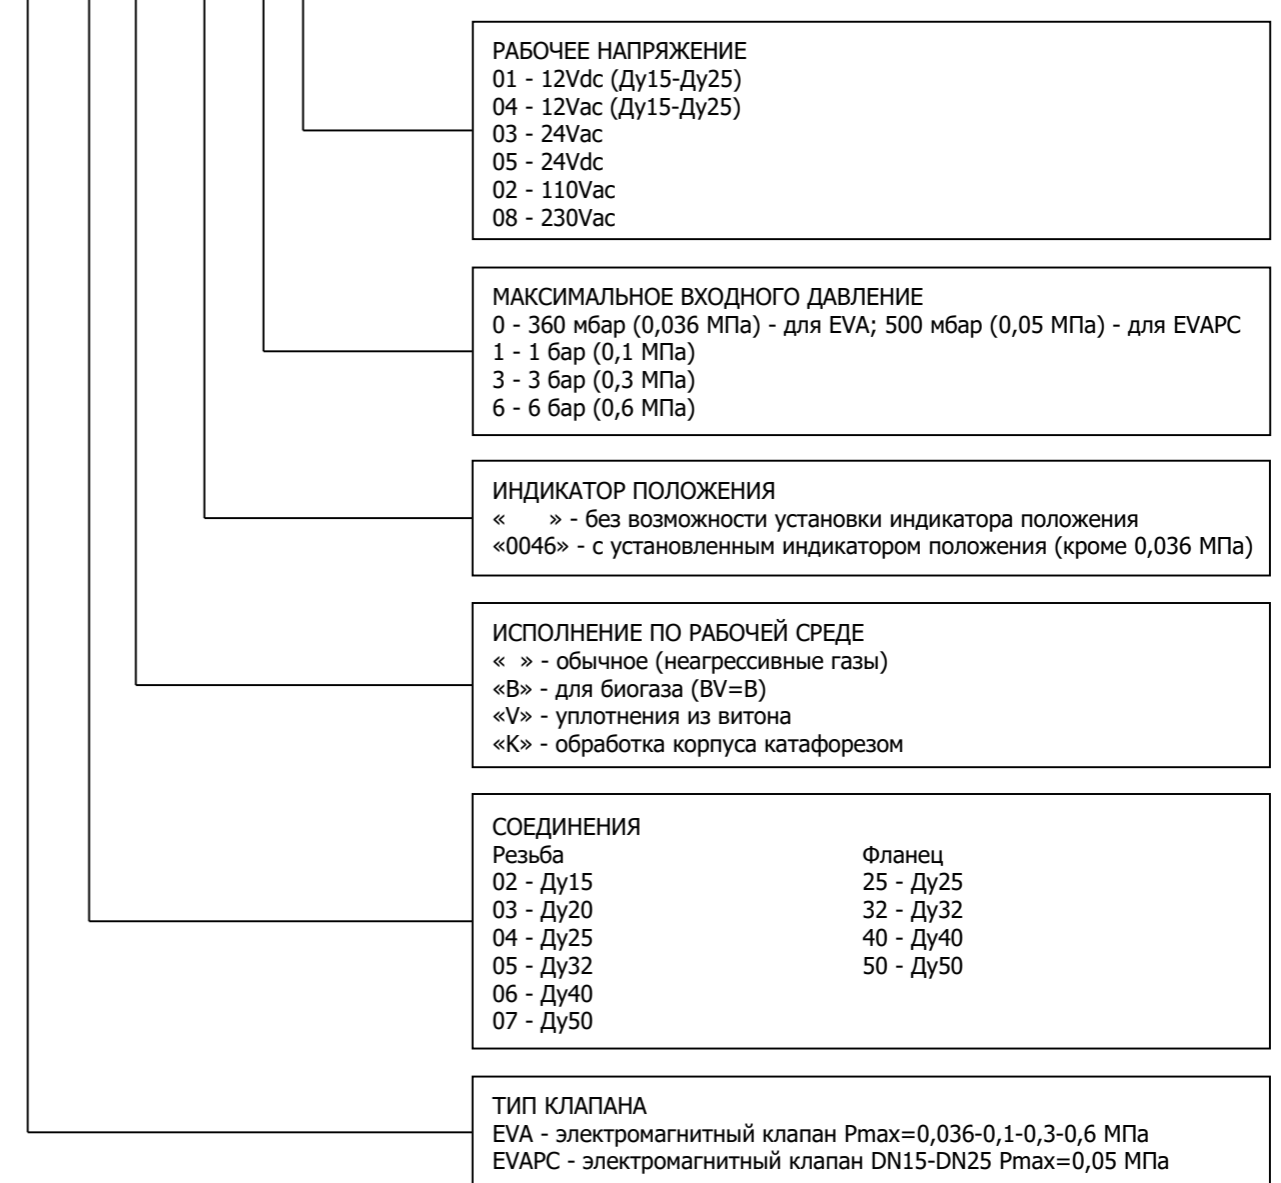 РАБОЧЕЕ НАПРЯЖЕНИЕ
01 - 12Vdc (Ду15-Ду25)
04 - 12Vac (Ду15-Ду25)
03 - 24Vac
05 - 24Vdc
02 - 110Vac
08 - 230Vac
МАКСИМАЛЬНОЕ ВХОДНОГО ДАВЛЕНИЕ
0 - 360 мбар (0,036 МПа) - для EVA; 500 мбар (0,05 МПа) - для EVAPC
1 - 1 бар (0,1 МПа)
3 - 3 бар (0,3 МПа)
6 - 6 бар (0,6 МПа)
ИНДИКАТОР ПОЛОЖЕНИЯ
«      » - без возможности установки индикатора положения
«0046» - с установленным индикатором положения (кроме 0,036 МПа)
ИСПОЛНЕНИЕ ПО РАБОЧЕЙ СРЕДЕ
«  » - обычное (неагрессивные газы)
«B» - для биогаза (BV=B)
«V» - уплотнения из витона
«K» - обработка корпуса катафорезом
СОЕДИНЕНИЯ
Резьба Фланец
02 - Ду15 25 - Ду25
03 - Ду20 32 - Ду32
04 - Ду25 40 - Ду40
05 - Ду32 50 - Ду50
06 - Ду40
07 - Ду50
ТИП КЛАПАНА
EVA - электромагнитный клапан Pmax=0,036-0,1-0,3-0,6 МПа
EVAPC - электромагнитный клапан DN15-DN25 Pmax=0,05 МПа